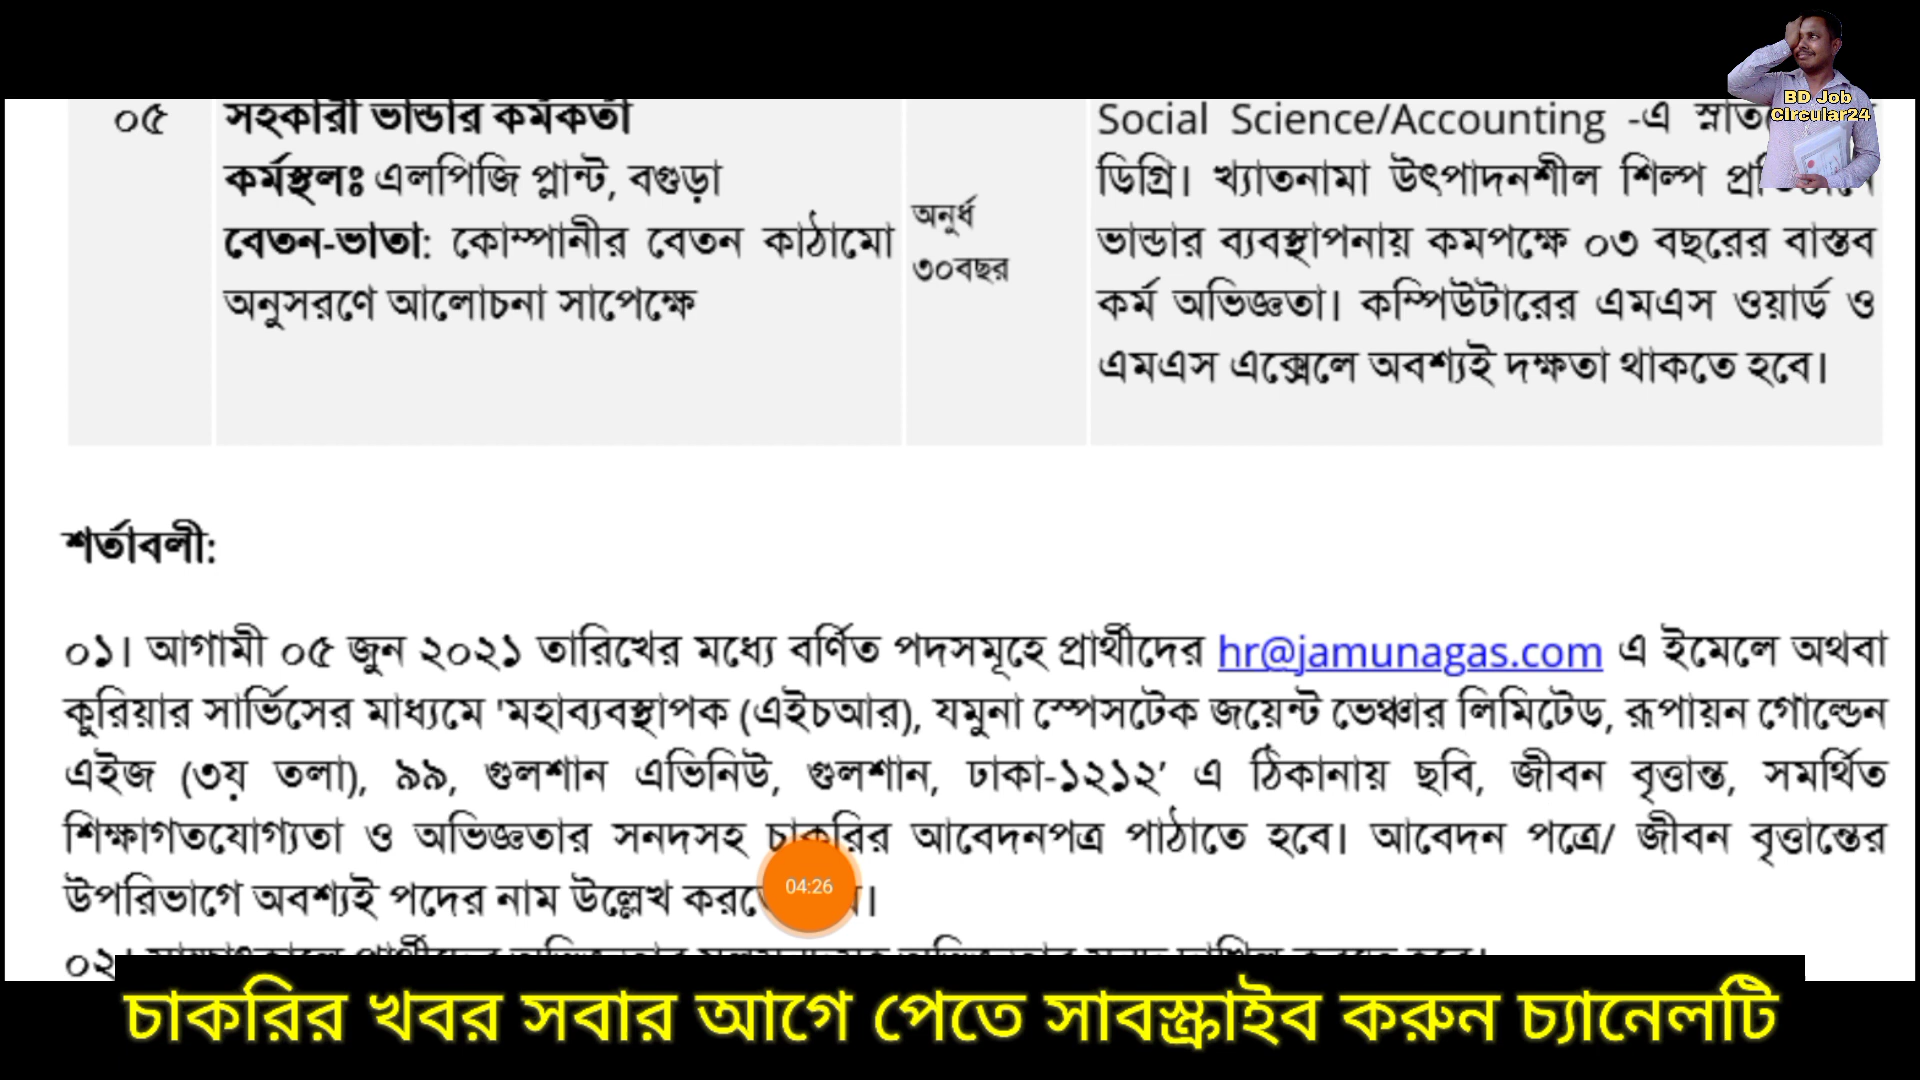 BD Job
CIrcular24
০৫
সহকারী ভান্ডার কর্মকর্তা
কর্মস্থলঃ এলপিজি প্লান্ট, বগুড়া
বেতন-ভাতা: কোম্পানীর বেতন কাঠামো
অনুসরণে আলোচনা সাপেক্ষে
অনুর্ধ
৩০বছর
Social Science/Accounting -এ
ডিগ্রি। খ্যাতনামা উৎপাদনশীল শিল্প
ভান্ডার ব্যবস্থাপনায় কমপক্ষে ০৩ বছরের বাস্তব
কর্ম অভিজ্ঞতা। কম্পিউটারের এমএস ওয়ার্ড ও
এমএস এক্সেলে অবশ্যই দক্ষতা থাকতে হবে।
শর্তাবলী:
০১। আগামী ০৫ জুন ২০২১ তারিখের মধ্যে বর্ণিত পদসমূহে প্রার্থীদের hr@jamunagas.com এ ইমেলে অথবা
কুরিয়ার সার্ভিসের মাধ্যমে 'মহাব্যবস্থাপক (এইচআর), যমুনা স্পেসটেক জয়েন্ট ভেঞ্চার লিমিটেড, রূপায়ন গোল্ডেন
এইজ (৩য় তলা), ৯৯, গুলশান এভিনিউ, গুলশান, ঢাকা-১২১২’ এ ঠিকানায় ছবি, জীবন বৃত্তান্ত, সমর্থিত
শিক্ষাগতযোগ্যতা ও অভিজ্ঞতার সনদসহ চাকরির আবেদনপত্র পাঠাতে হবে। আবেদন পত্রে/ জীবন বৃত্তান্তের
উপরিভাগে অবশ্যই পদের নাম উল্লেখ
04:26
০২।
চাকরির খবর সবার আগে পেতে সাবস্ক্রাইব করুন চ্যানেলটি